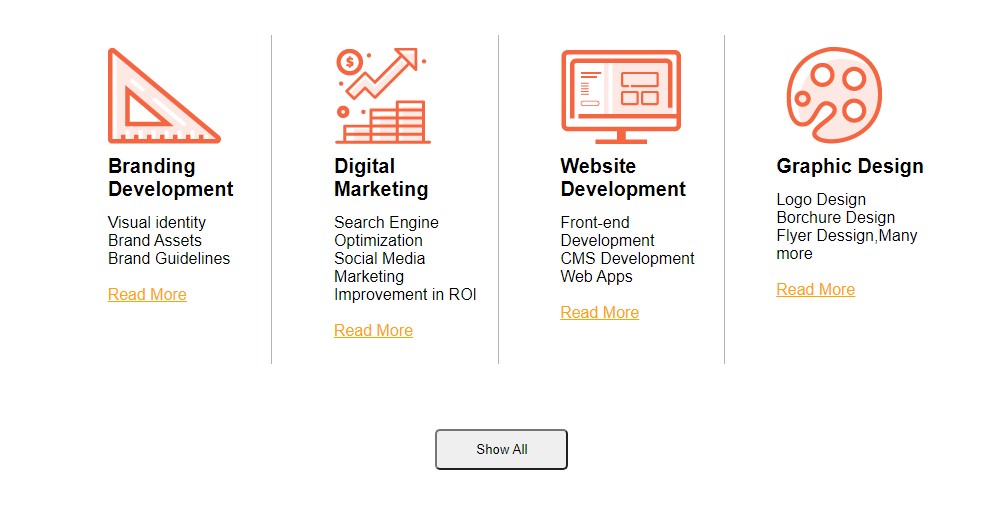 Branding
Development
Visual identity
Brand Assets
Brand Guidelines
Read More
Digital
Marketing
Search Engine
Optimization
Social Media
Marketing
Improvement in ROI
Read More
Website
Development
Front-end
Development
CMS Development
Web Apps
Read More
Graphic Design
Logo Design
Borchure Design
Flyer Dessign,Many
more
Read More
$
Show All